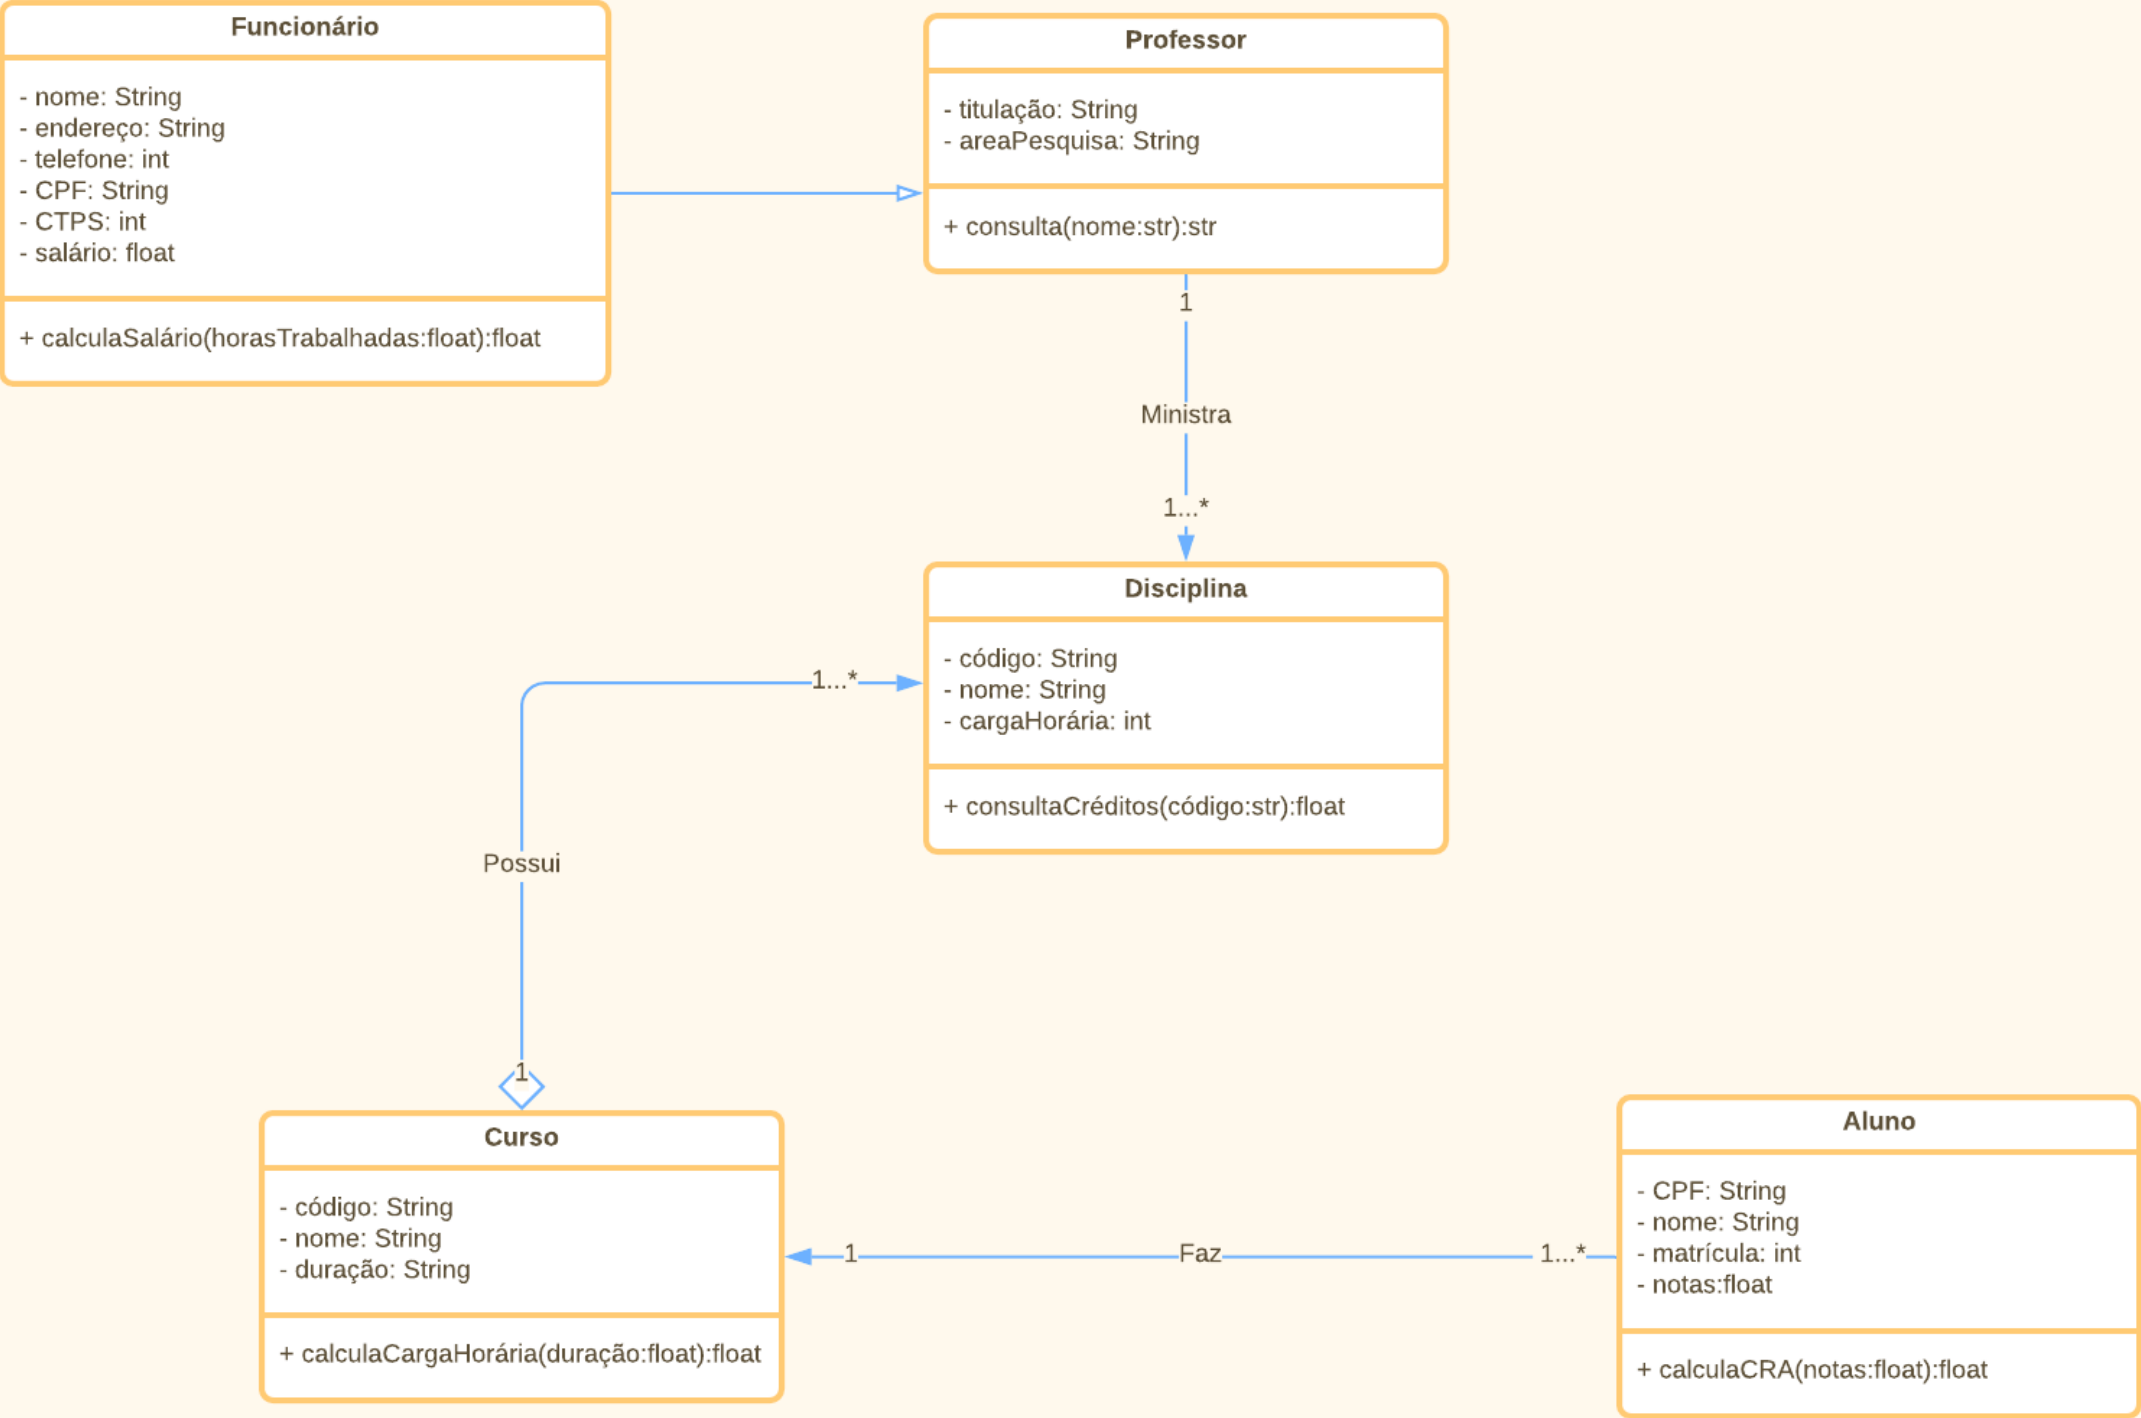 Funcionário
- nome: String
- endereço: String
- telefone: int
- CPF: String
- CTPS: int
- salário: float
+ calculaSalário(horasTrabalhadas:float):float
Professor
- titulação: String
- areaPesquisa: String
+ consulta(nome:str):str
1
Ministra
1...*
Disciplina
- código: String
- nome: String
- cargaHorária: int
+ consultaCréditos(código:str):float
1...*
Possui
1
Curso
- código: String
- nome: String
- duração: String
+ calculaCargaHorária(duração:float):float
1
Faz
1...*
Aluno
- CPF: String
- nome: String
- matrícula: int
- notas:float
+ calculaCRA(notas:float):float